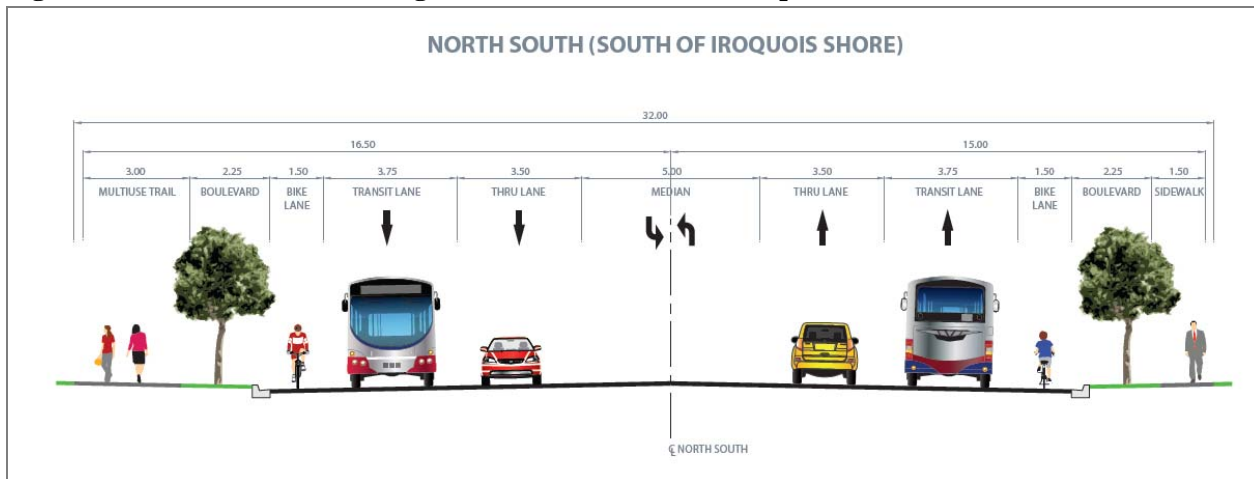 NORTH SOUTH (SOUTH OF IROQUOIS SHORE)
32.00
16.50 15.00
3.00 2.25 1.50 3.75 3.50 5.00 3.50 3.75 1.50 2.25 1.50
MULTIUSE TRAIL BOULEVARD BIKE LANE TRANSIT LANE THRU LANE MEDIAN THRU LANE TRANSIT LANE BIKE LANE BOULEVARD SIDEWALK
℄ NORTH SOUTH